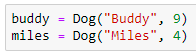 buddy = Dog("Buddy", 9)
miles = Dog("Miles", 4)